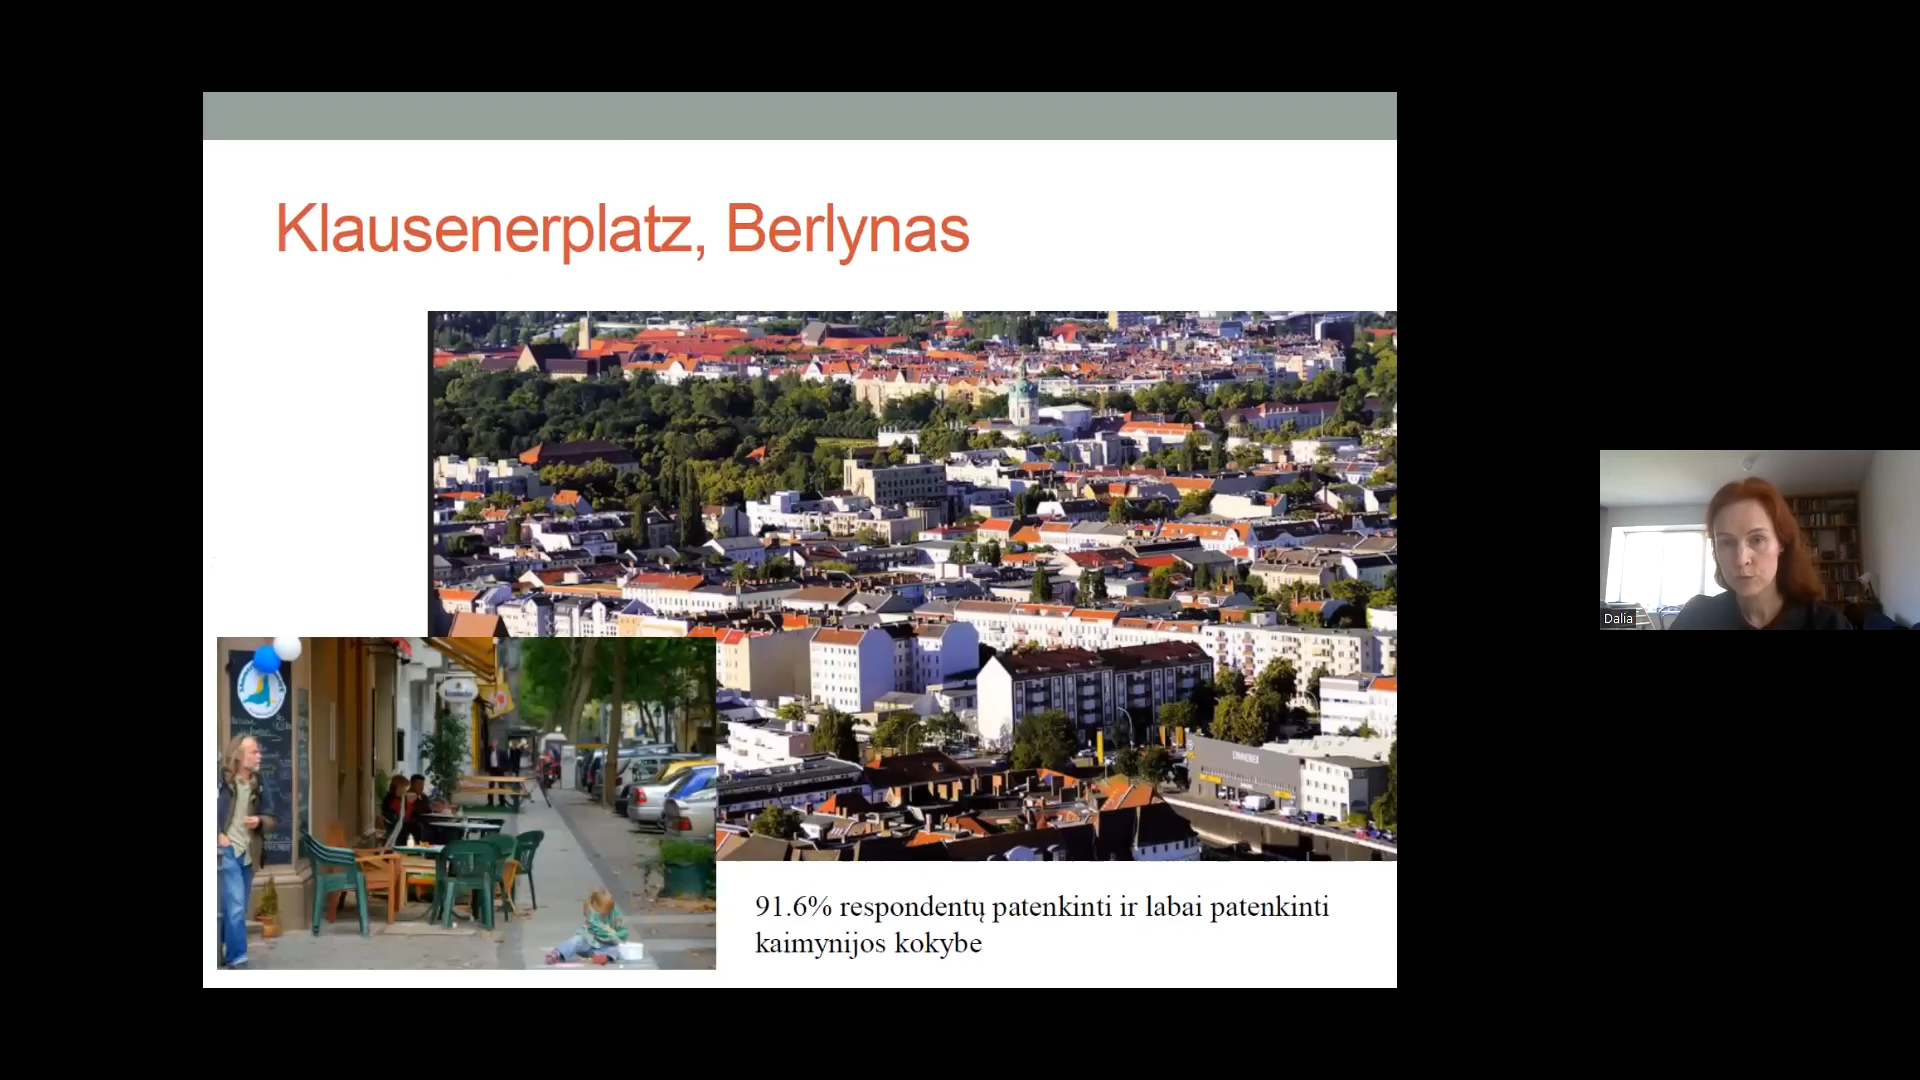 Klausenerplatz, Berlynas
91.6% respondentų patenkinti ir labai patenkinti
kaimynijos kokybe
Dalia